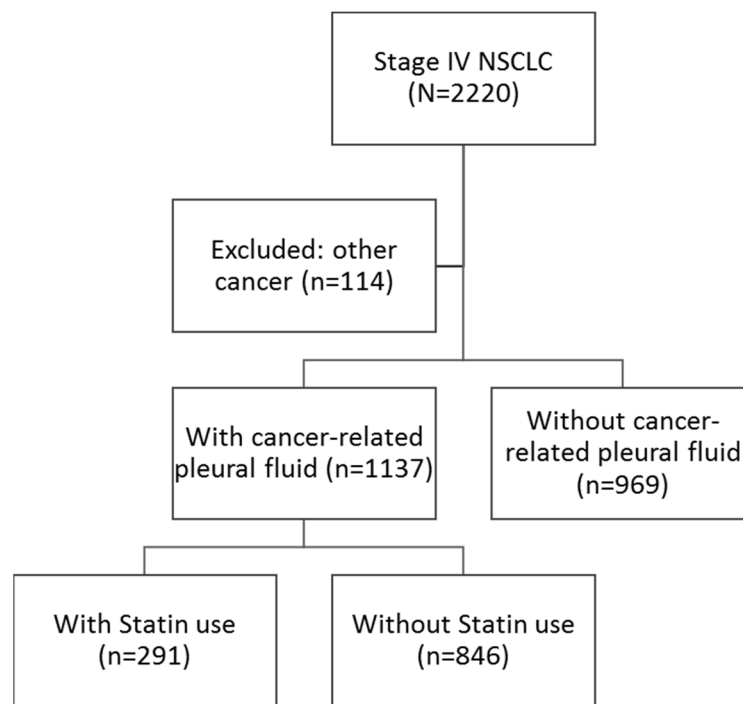 Stage IV NSCLC
(N=2220)
Excluded: other
cancer (n=114)
With cancer-related
pleural fluid (n=1137)
Without cancer-
related pleural fluid
(n=969)
With Statin use
(n=291)
Without Statin use
(n=846)